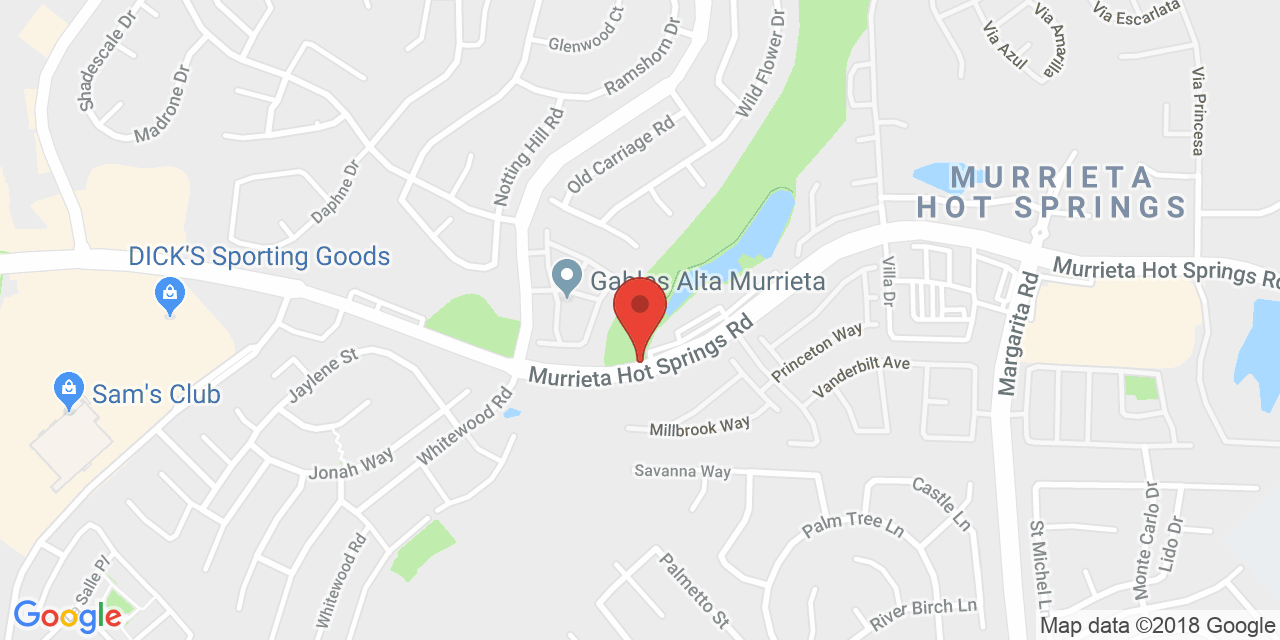 Shadescale Dr
Madrone Dr
Glenwood Ct
Ramshorn Dr
Wild Flower Dr
Via Azul
Via Amarilla
Via Escarlata
Via Princesa
Notting Hill Rd
Old Carriage Rd
Daphne Dr
MURRIETA
HOT SPRINGS
DICK'S Sporting Goods
Gables Alta Murrieta
Villa Dr
Margarita Rd
Murrieta Hot Springs Rd
Murrieta Hot Springs Rd
Jaylene St
Sam's Club
Whitewood Rd
Princeton Way
Vanderbilt Ave
Millbrook Way
Jonah Way
Savanna Way
Castle Ln
Palm Tree Ln
Whitewood Rd
Salle Pl
Palmetto St
River Birch Ln
St Michel Ln
Monte Carlo Dr
Lido Dr
Google
Map data ©2018 Google